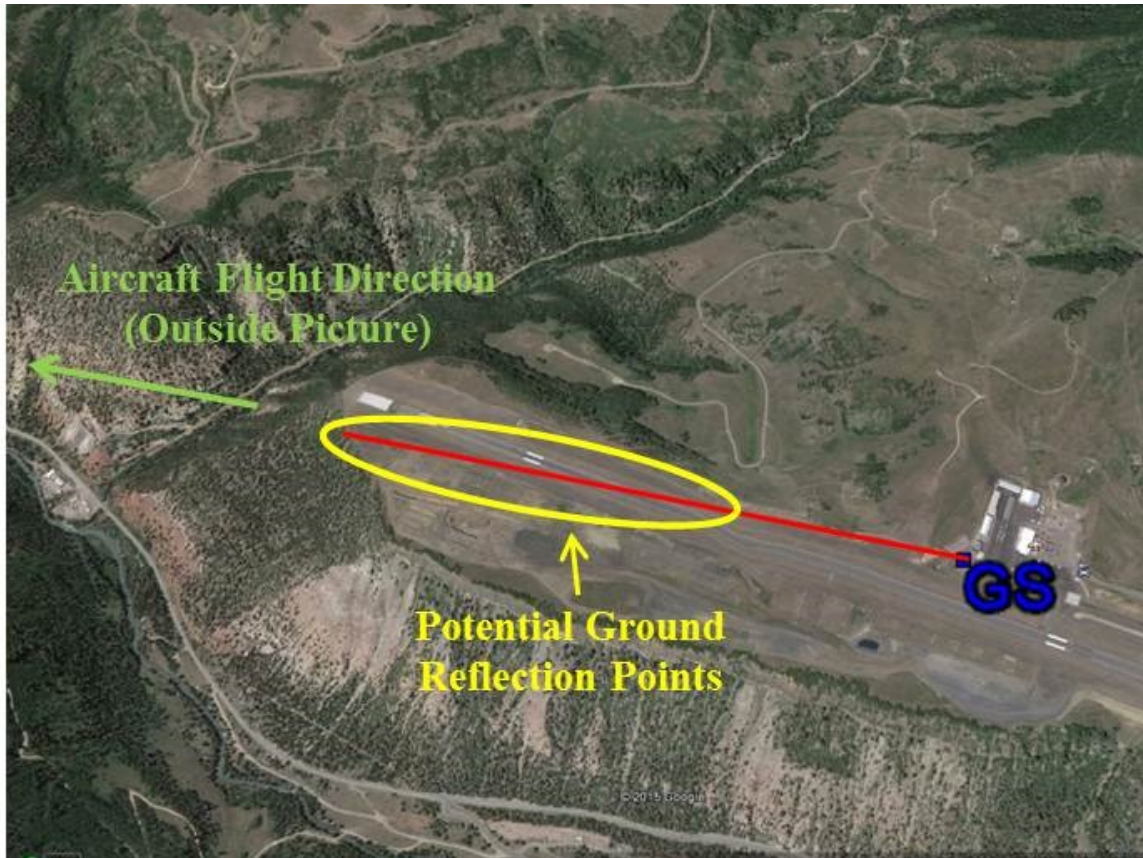 Aircraft Flight Direction
(Outside Picture)
GS
Potential Ground
Reflection Points
© 2015 Google